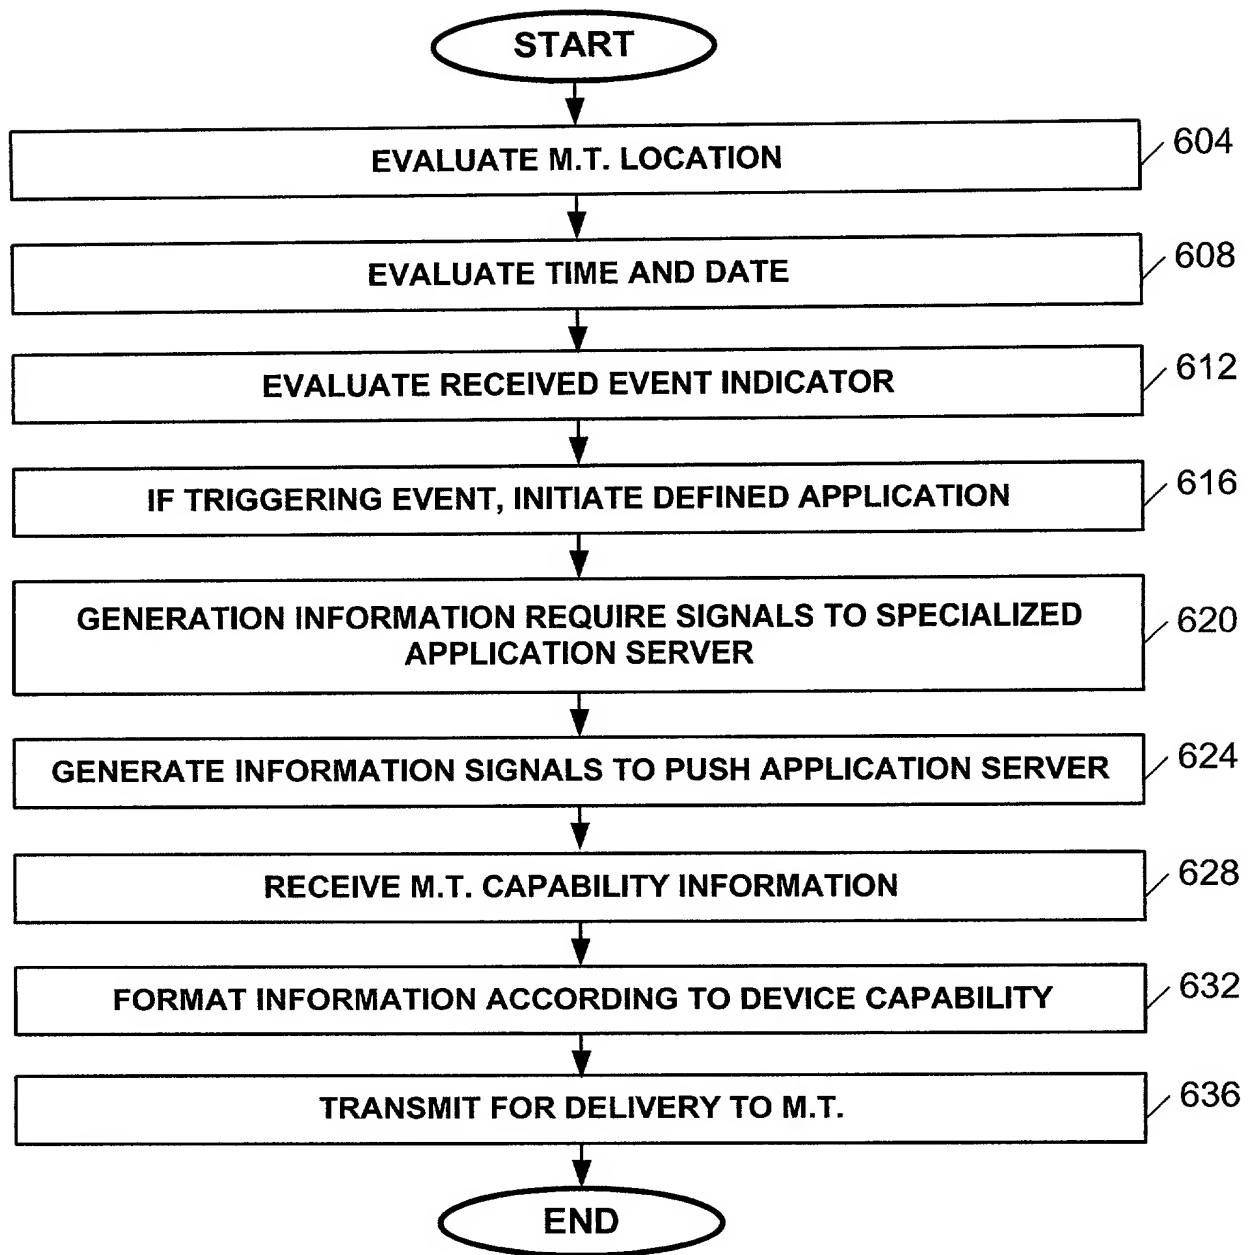 START
EVALUATE M.T. LOCATION
604
EVALUATE TIME AND DATE
608
EVALUATE RECEIVED EVENT INDICATOR
612
IF TRIGGERING EVENT, INITIATE DEFINED APPLICATION
616
GENERATION INFORMATION REQUIRE SIGNALS TO SPECIALIZED
APPLICATION SERVER
620
GENERATE INFORMATION SIGNALS TO PUSH APPLICATION SERVER
624
RECEIVE M.T. CAPABILITY INFORMATION
628
FORMAT INFORMATION ACCORDING TO DEVICE CAPABILITY
632
TRANSMIT FOR DELIVERY TO M.T.
636
END